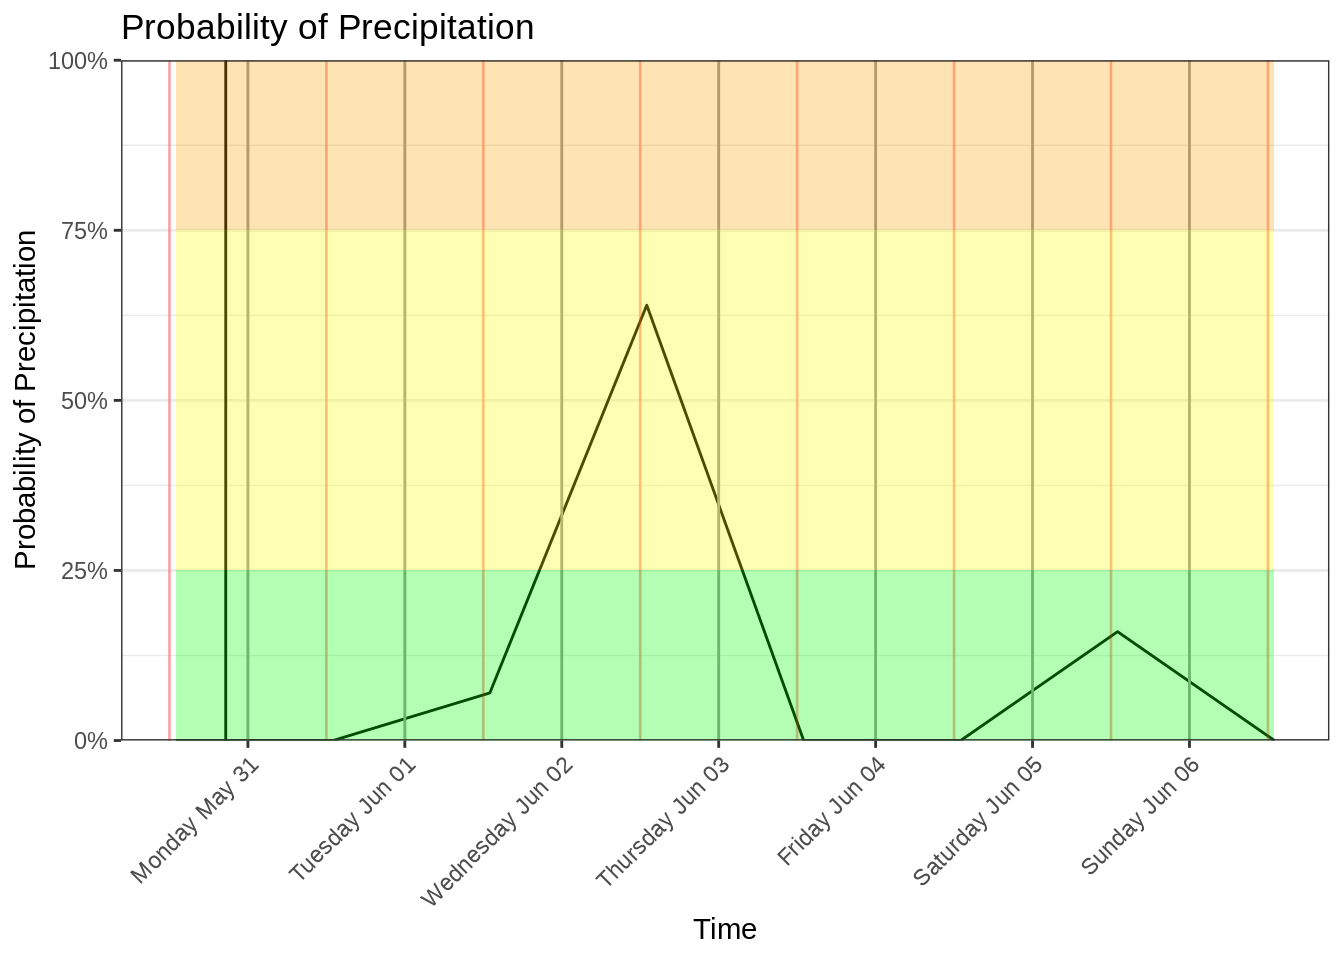 Probability of Precipitation
Probability of Precipitation
100%
75%
50%
25%
0%
Monday May 31
Tuesday Jun 01
Wednesday Jun 02
Thursday Jun 03
Friday Jun 04
Saturday Jun 05
Sunday Jun 06
Time